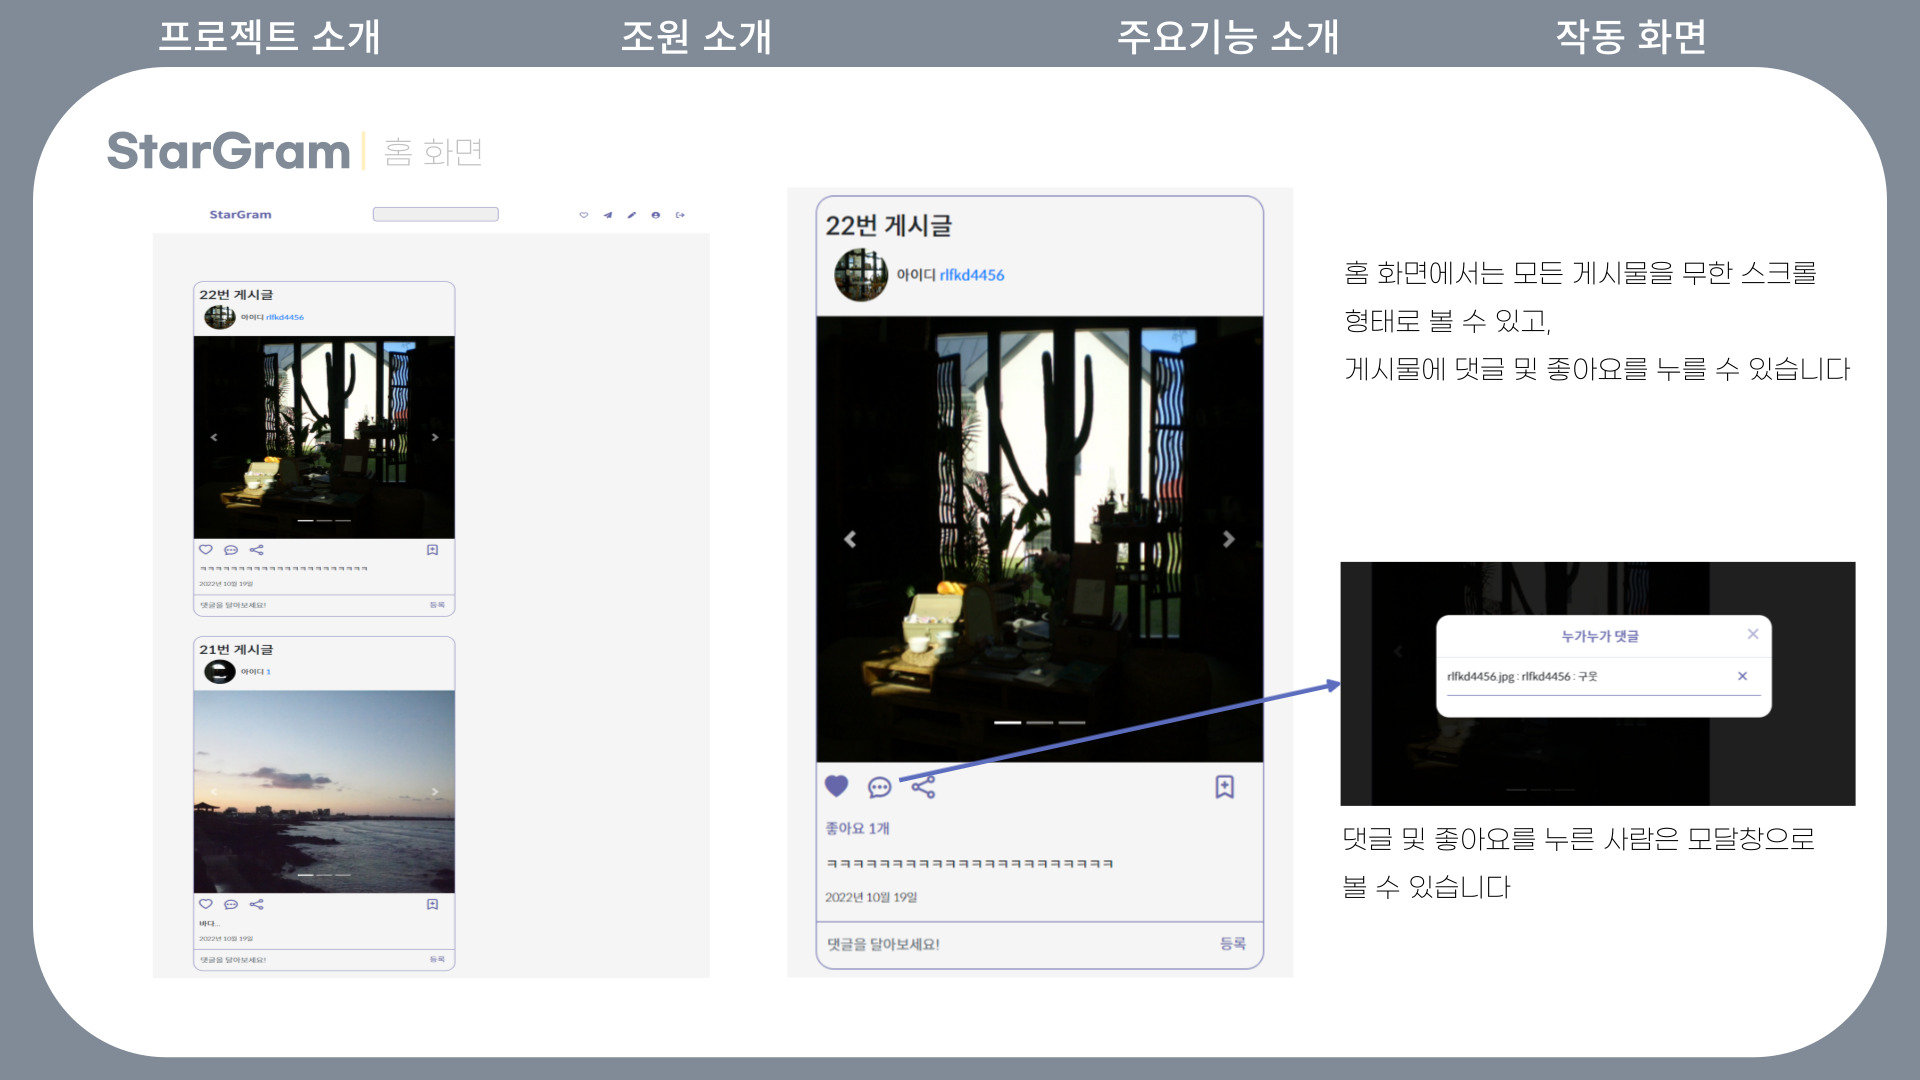 프로젝트 소개
조원 소개
주요기능 소개
작동 화면
StarGram
홈 화면
StarGram
22번 게시글
아이디 rlfkd4456
ㅋㅋㅋㅋㅋㅋㅋㅋㅋㅋㅋㅋㅋㅋㅋㅋㅋㅋㅋㅋㅋㅋ
2022년 10월 19일
댓글을 달아보세요!
등록
21번 게시글
아이디 1
바다...
2022년 10월 19일
댓글을 달아보세요!
등록
22번 게시글
아이디 rlfkd4456
좋아요 1개
ㅋㅋㅋㅋㅋㅋㅋㅋㅋㅋㅋㅋㅋㅋㅋㅋㅋㅋㅋㅋㅋㅋ
2022년 10월 19일
댓글을 달아보세요!
등록
홈 화면에서는 모든 게시물을 무한 스크롤
형태로 볼 수 있고,
게시물에 댓글 및 좋아요를 누를 수 있습니다
누가누가 댓글
rlfkd4456.jpg : rlfkd4456 : 구웃
댓글 및 좋아요를 누른 사람은 모달창으로
볼 수 있습니다